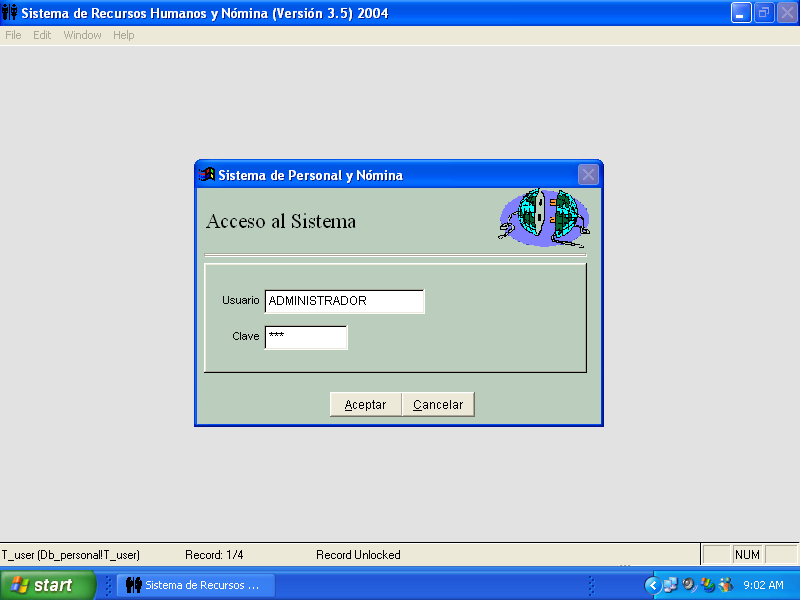 Sistema de Recursos Humanos y Nómina (Versión 3.5) 2004
File Edit Window Help
Sistema de Personal y Nómina
Acceso al Sistema
Usuario ADMINISTRADOR
Clave ***
Aceptar Cancelar
T_user (Db_personal!T_user) Record: 1/4 Record Unlocked NUM
start Sistema de Recursos ... 9:02 AM